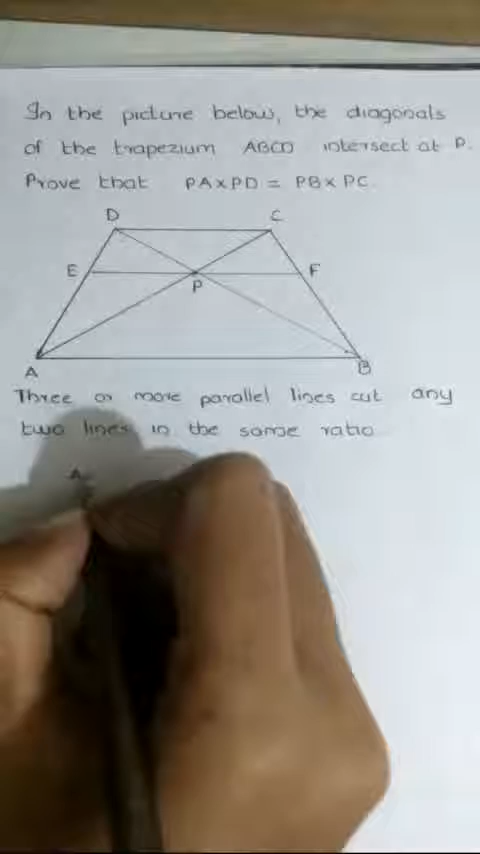 In the picture below, the diagonals
of the trapezium ABCD intersect at P.
Prove that PA×PD = PB×PC.
D C
E F
P
A B
Three or more parallel lines cut any
two lines in the same ratio
A